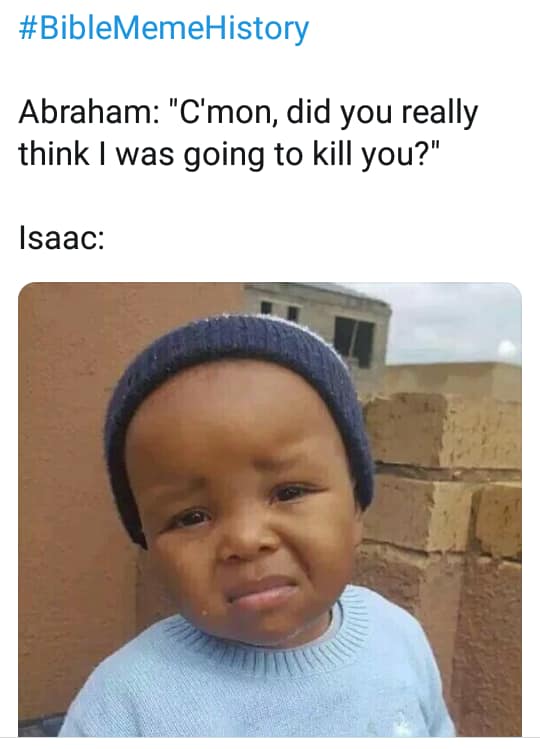 #BibleMemeHistory
Abraham: "C'mon, did you really
think I was going to kill you?"
Isaac: